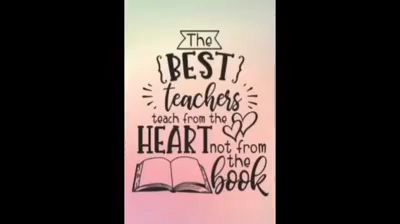 The
{BEST}
teachers
teach from the
HEART not from
the
book